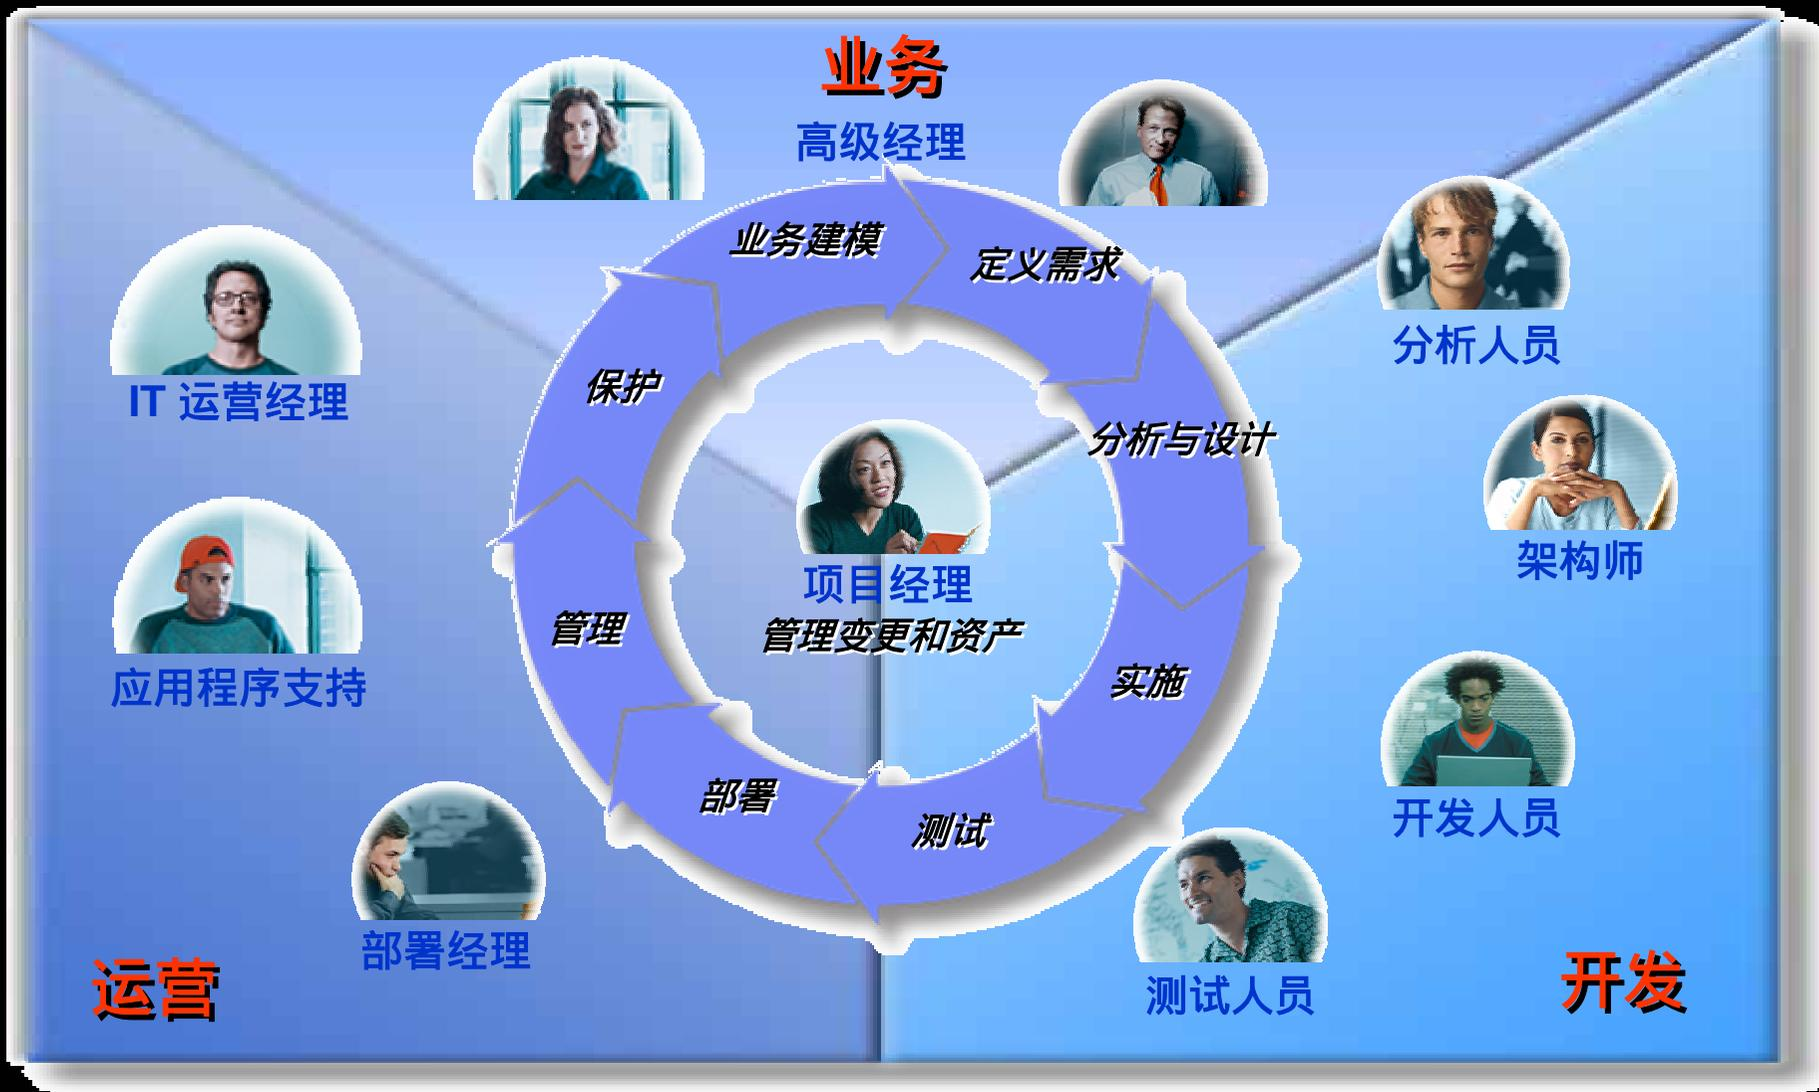 业务
高级经理
业务建模
定义需求
分析人员
IT 运营经理
保护
分析与设计
架构师
项目经理
管理变更和资产
管理
实施
应用程序支持
部署
测试
开发人员
部署经理
测试人员
运营
开发